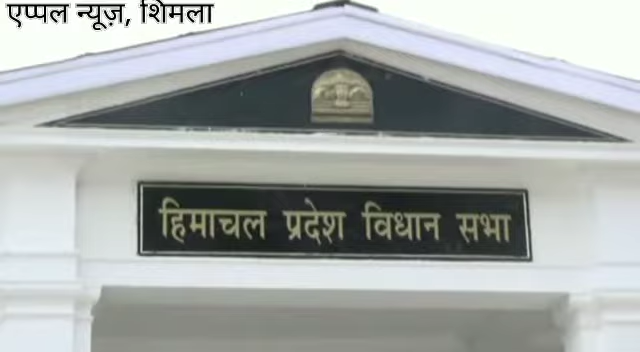 एप्पल न्यूज़, शिमला
हिमाचल प्रदेश विधान सभा